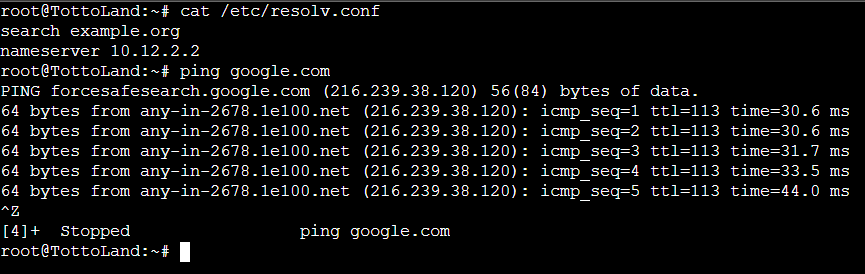 root@TottoLand:~# cat /etc/resolv.conf
search example.org
nameserver 10.12.2.2
root@TottoLand:~# ping google.com
PING forcesafesearch.google.com (216.239.38.120) 56(84) bytes of data.
64 bytes from any-in-2678.1e100.net (216.239.38.120): icmp_seq=1 ttl=113 time=30.6 ms
64 bytes from any-in-2678.1e100.net (216.239.38.120): icmp_seq=2 ttl=113 time=30.6 ms
64 bytes from any-in-2678.1e100.net (216.239.38.120): icmp_seq=3 ttl=113 time=31.7 ms
64 bytes from any-in-2678.1e100.net (216.239.38.120): icmp_seq=4 ttl=113 time=33.5 ms
64 bytes from any-in-2678.1e100.net (216.239.38.120): icmp_seq=5 ttl=113 time=44.0 ms
^Z
[4]+  Stopped                 ping google.com
root@TottoLand:~#